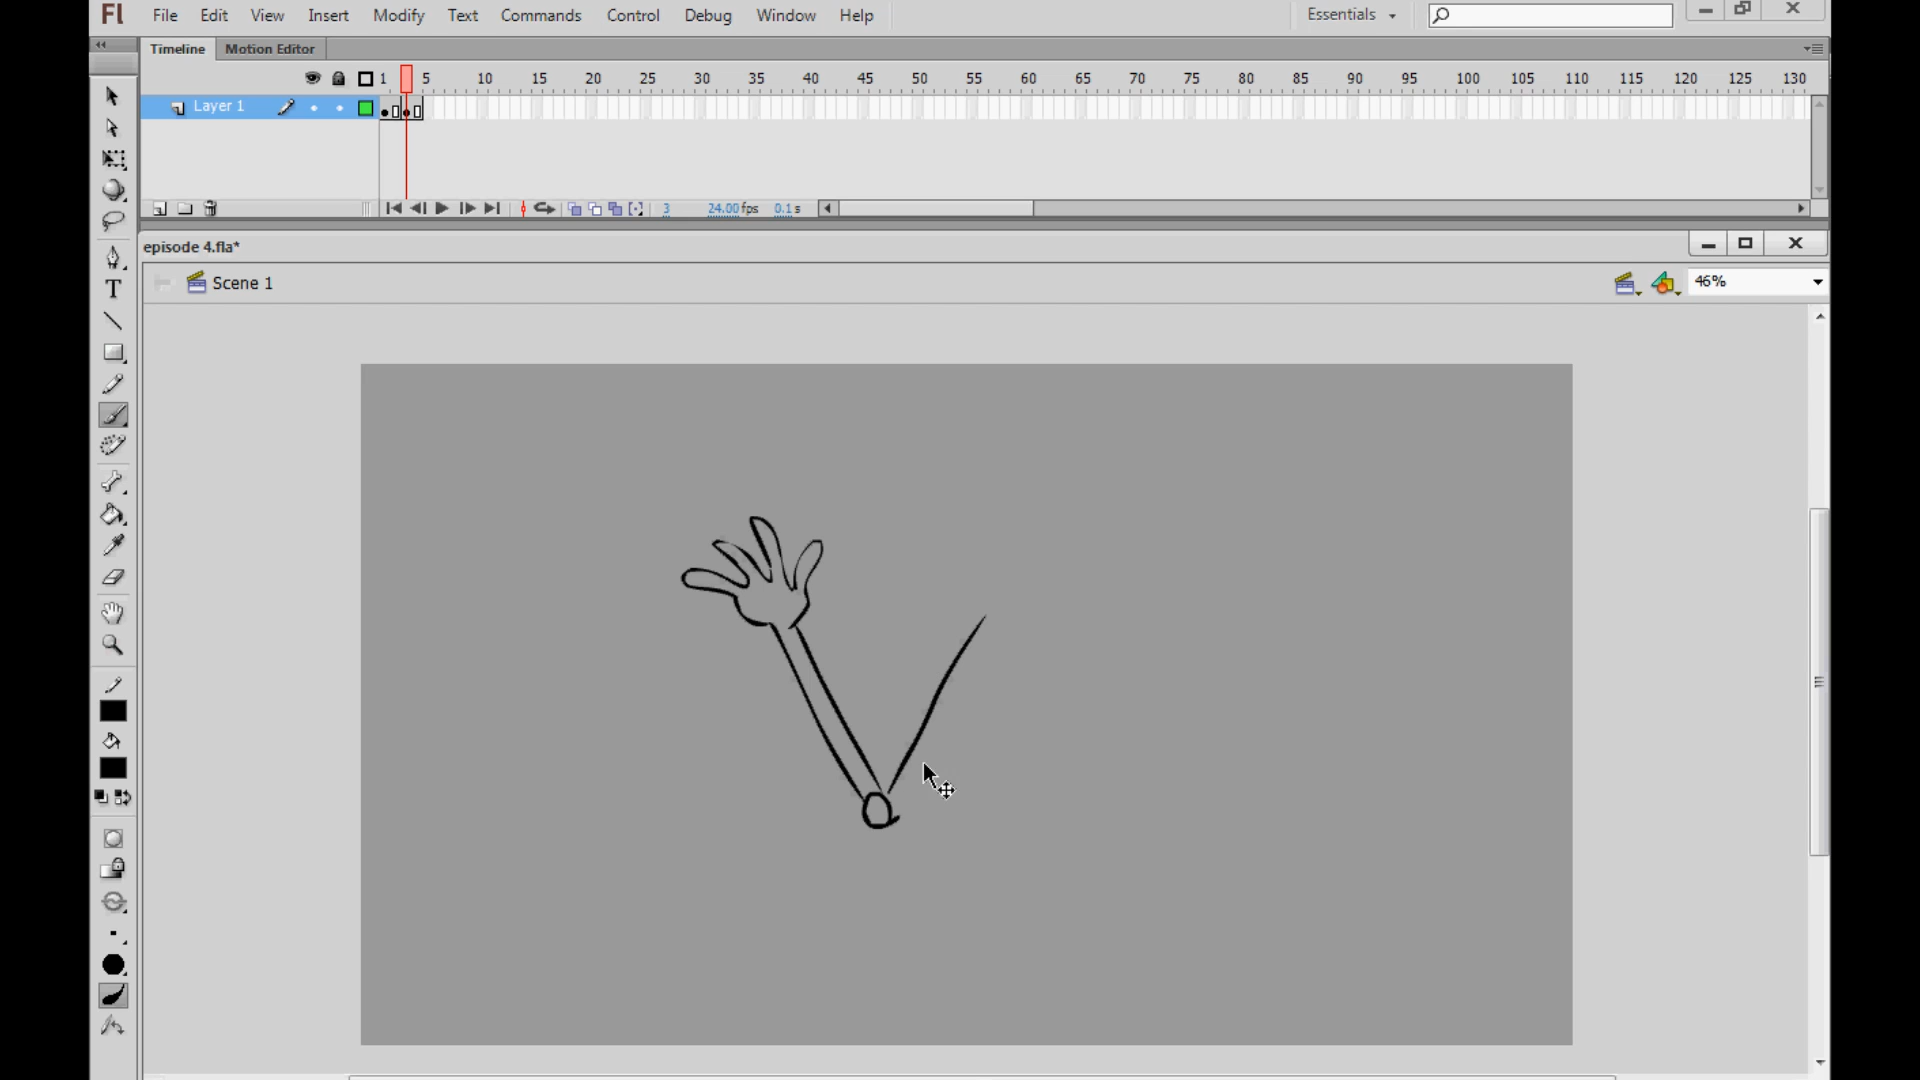 Fl File Edit View Insert Modify Text Commands Control Debug Window Help Essentials
Timeline Motion Editor
1 5 10 15 20 25 30 35 40 45 50 55 60 65 70 75 80 85 90 95 100 105 110 115 120 125 130
Layer 1
3 24.00 fps 0.1 s
episode 4.fla*
Scene 1 46%
T